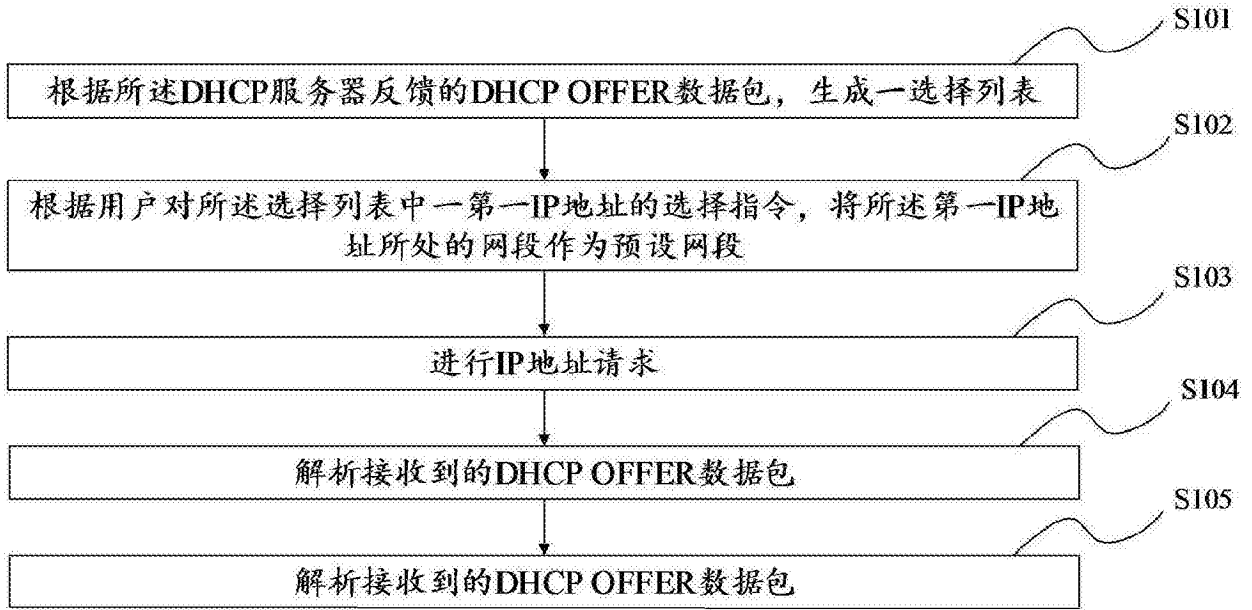 S101
根据所述DHCP服务器反馈的DHCP OFFER数据包，生成一选择列表
S102
根据用户对所述选择列表中一第一IP地址的选择指令，将所述第一IP地
址所处的网段作为预设网段
S103
进行IP地址请求
S104
解析接收到的DHCP OFFER数据包
S105
解析接收到的DHCP OFFER数据包